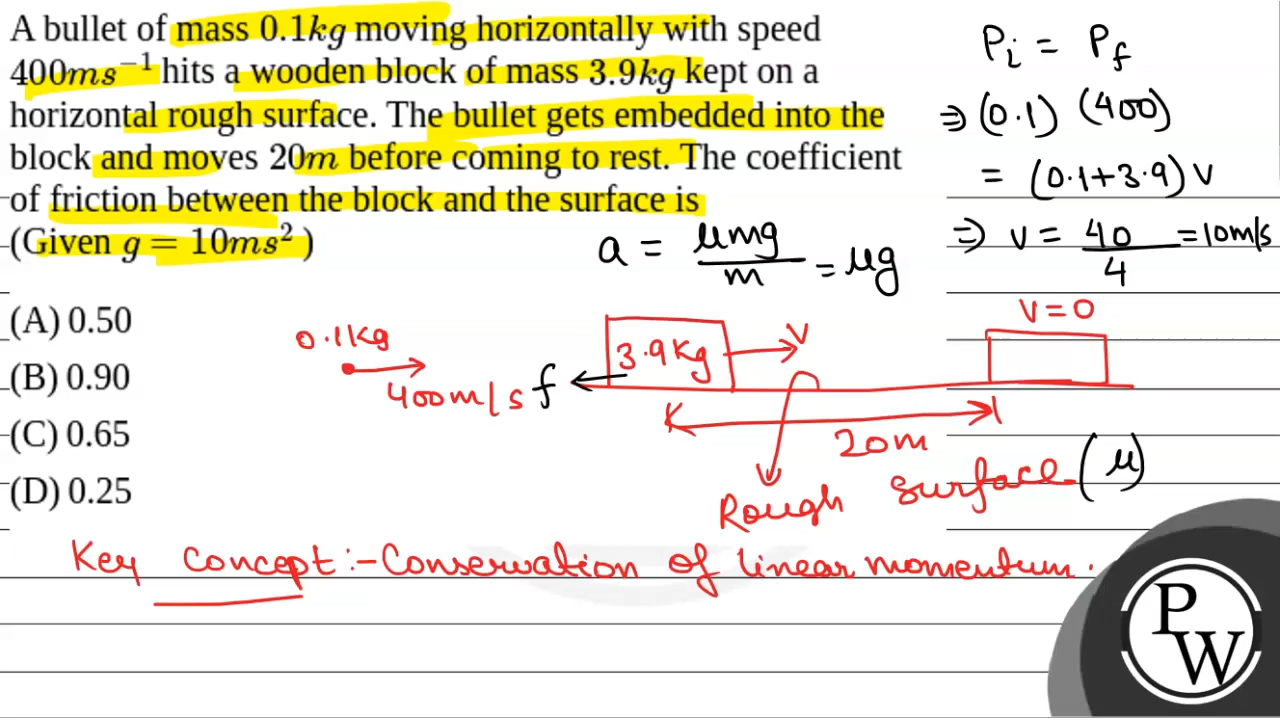 A bullet of mass 0.1kg moving horizontally with speed
400ms⁻¹ hits a wooden block of mass 3.9kg kept on a
horizontal rough surface. The bullet gets embedded into the
block and moves 20m before coming to rest. The coefficient
of friction between the block and the surface is
(Given g = 10ms²)
(A) 0.50
(B) 0.90
(C) 0.65
(D) 0.25
Pi = Pf
⇒ (0.1) (400)
= (0.1+3.9) v
⇒ v = 40/4 = 10m/s
a = μmg/m = μg
0.1kg
400m/s
f
3.9kg
v
v = 0
20m
Rough surface (μ)
Key concept :- Conservation of linear momentum.
P
W